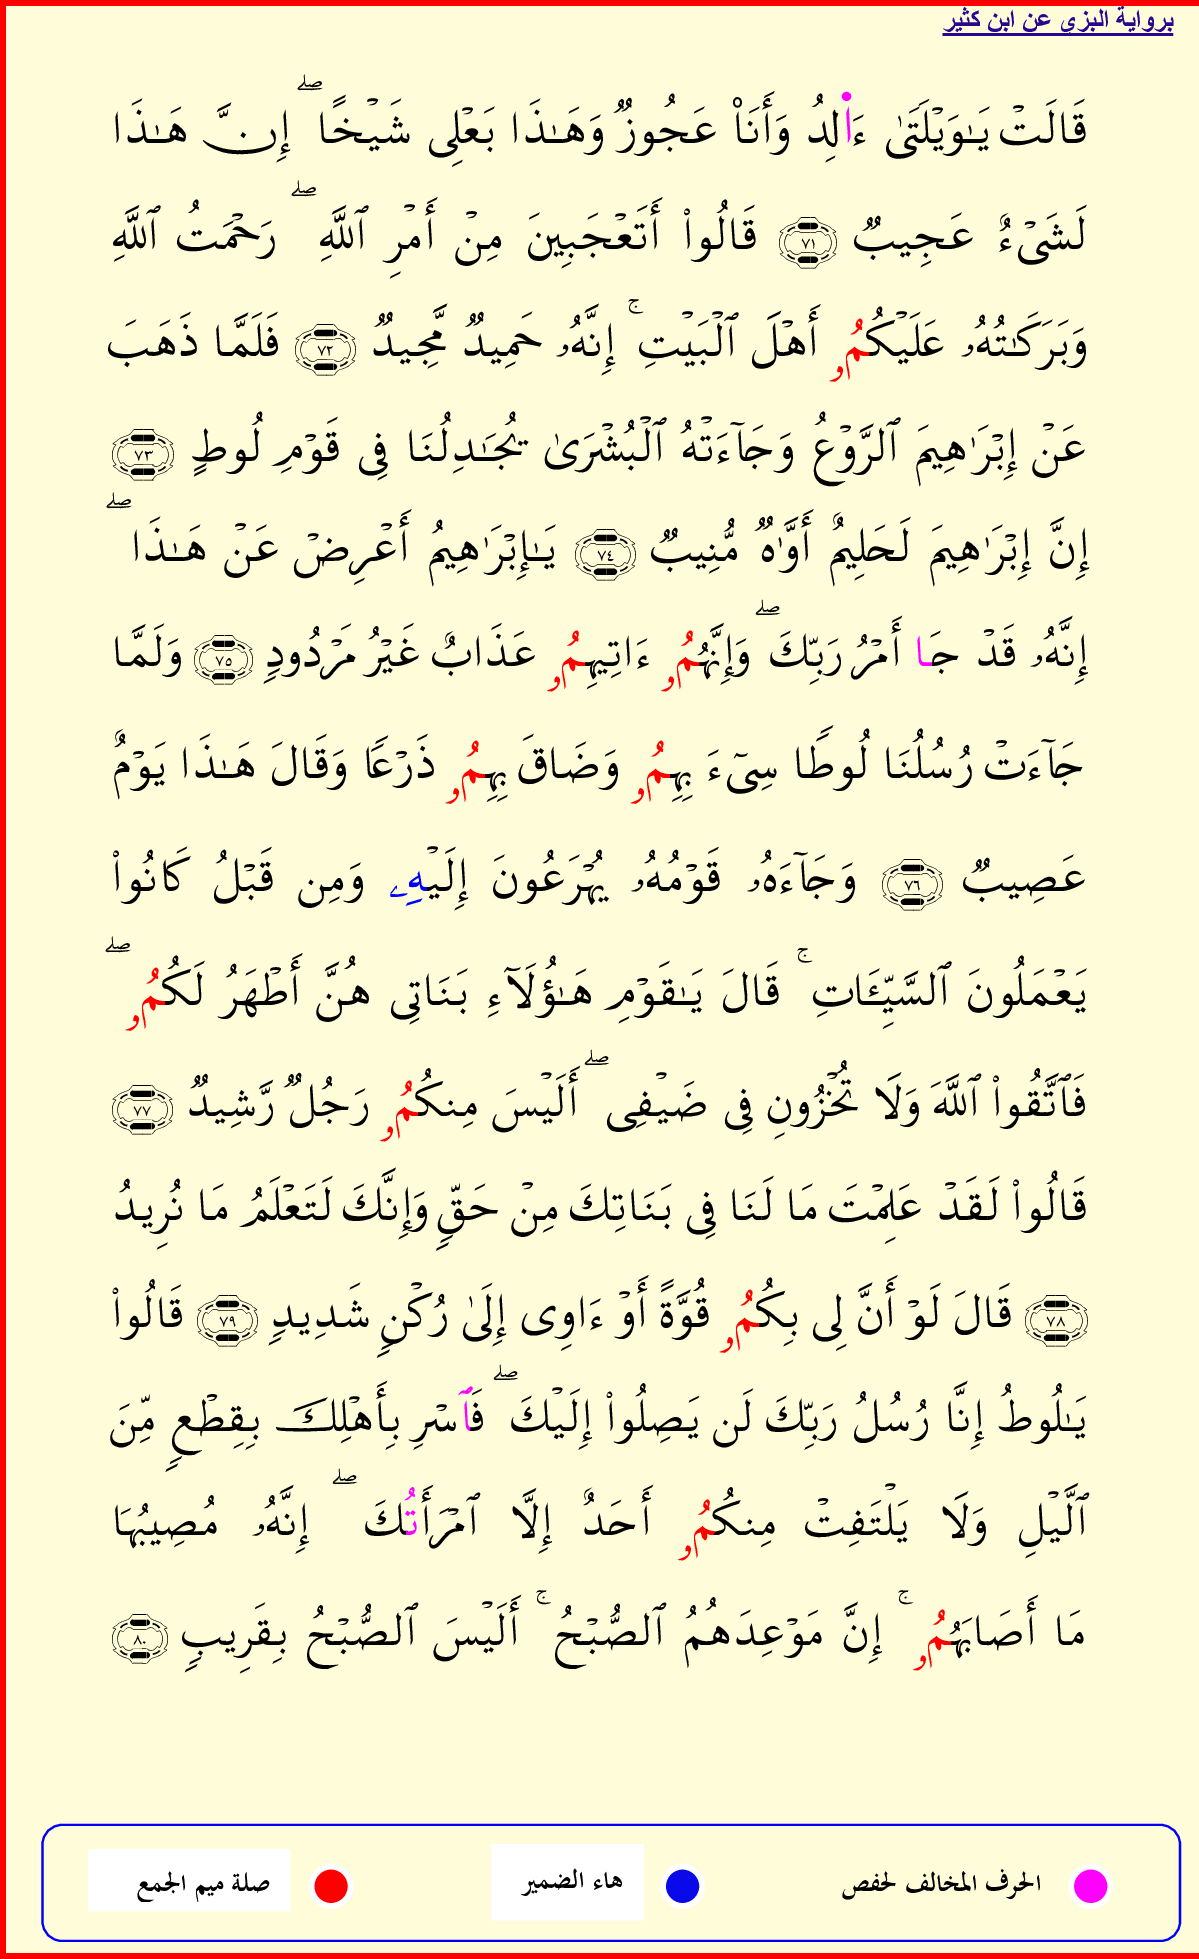 برواية البزي عن ابن كثير
قَالَتْ يَٰوَيْلَتَىٰ ءَا۬لِدُ وَأَنَا۠ عَجُوزٌ وَهَٰذَا بَعْلِى شَيْخًا ۖ إِنَّ هَٰذَا
لَشَىْءٌ عَجِيبٌ ٧١ قَالُوا۟ أَتَعْجَبِينَ مِنْ أَمْرِ ٱللَّهِ ۖ رَحْمَتُ ٱللَّهِ
وَبَرَكَٰتُهُۥ عَلَيْكُمُۥ أَهْلَ ٱلْبَيْتِ ۚ إِنَّهُۥ حَمِيدٌ مَّجِيدٌ ٧٢ فَلَمَّا ذَهَبَ
عَنْ إِبْرَٰهِيمَ ٱلرَّوْعُ وَجَآءَتْهُ ٱلْبُشْرَىٰ يُجَٰدِلُنَا فِى قَوْمِ لُوطٍ ٧٣
إِنَّ إِبْرَٰهِيمَ لَحَلِيمٌ أَوَّٰهٌ مُّنِيبٌ ٧٤ يَٰإِبْرَٰهِيمُ أَعْرِضْ عَنْ هَٰذَا ۖ
إِنَّهُۥ قَدْ جَا أَمْرُ رَبِّكَ ۖ وَإِنَّهُمُۥ ءَاتِيهِمُۥ عَذَابٌ غَيْرُ مَرْدُودٍ ٧٥ وَلَمَّا
جَآءَتْ رُسُلُنَا لُوطًا سِىٓءَ بِهِمُۥ وَضَاقَ بِهِمُۥ ذَرْعًا وَقَالَ هَٰذَا يَوْمٌ
عَصِيبٌ ٧٦ وَجَآءَهُۥ قَوْمُهُۥ يُهْرَعُونَ إِلَيْهِۦ وَمِن قَبْلُ كَانُوا۟
يَعْمَلُونَ ٱلسَّيِّـَٔاتِ ۚ قَالَ يَٰقَوْمِ هَٰؤُلَآءِ بَنَاتِى هُنَّ أَطْهَرُ لَكُمُۥ ۖ
فَٱتَّقُوا۟ ٱللَّهَ وَلَا تُخْزُونِ فِى ضَيْفِى ۖ أَلَيْسَ مِنكُمُۥ رَجُلٌ رَّشِيدٌ ٧٧
قَالُوا۟ لَقَدْ عَلِمْتَ مَا لَنَا فِى بَنَاتِكَ مِنْ حَقٍّ وَإِنَّكَ لَتَعْلَمُ مَا نُرِيدُ
٧٨ قَالَ لَوْ أَنَّ لِى بِكُمُۥ قُوَّةً أَوْ ءَاوِى إِلَىٰ رُكْنٍ شَدِيدٍ ٧٩ قَالُوا۟
يَٰلُوطُ إِنَّا رُسُلُ رَبِّكَ لَن يَصِلُوا۟ إِلَيْكَ ۖ فَٱسْرِ بِأَهْلِكَ بِقِطْعٍ مِّنَ
ٱلَّيْلِ وَلَا يَلْتَفِتْ مِنكُمُۥ أَحَدٌ إِلَّا ٱمْرَأَتُكَ ۖ إِنَّهُۥ مُصِيبُهَا
مَا أَصَابَهُمُۥ ۚ إِنَّ مَوْعِدَهُمُ ٱلصُّبْحُ ۚ أَلَيْسَ ٱلصُّبْحُ بِقَرِيبٍ ٨٠
الحرف المخالف لحفص هاء الضمير صلة ميم الجمع